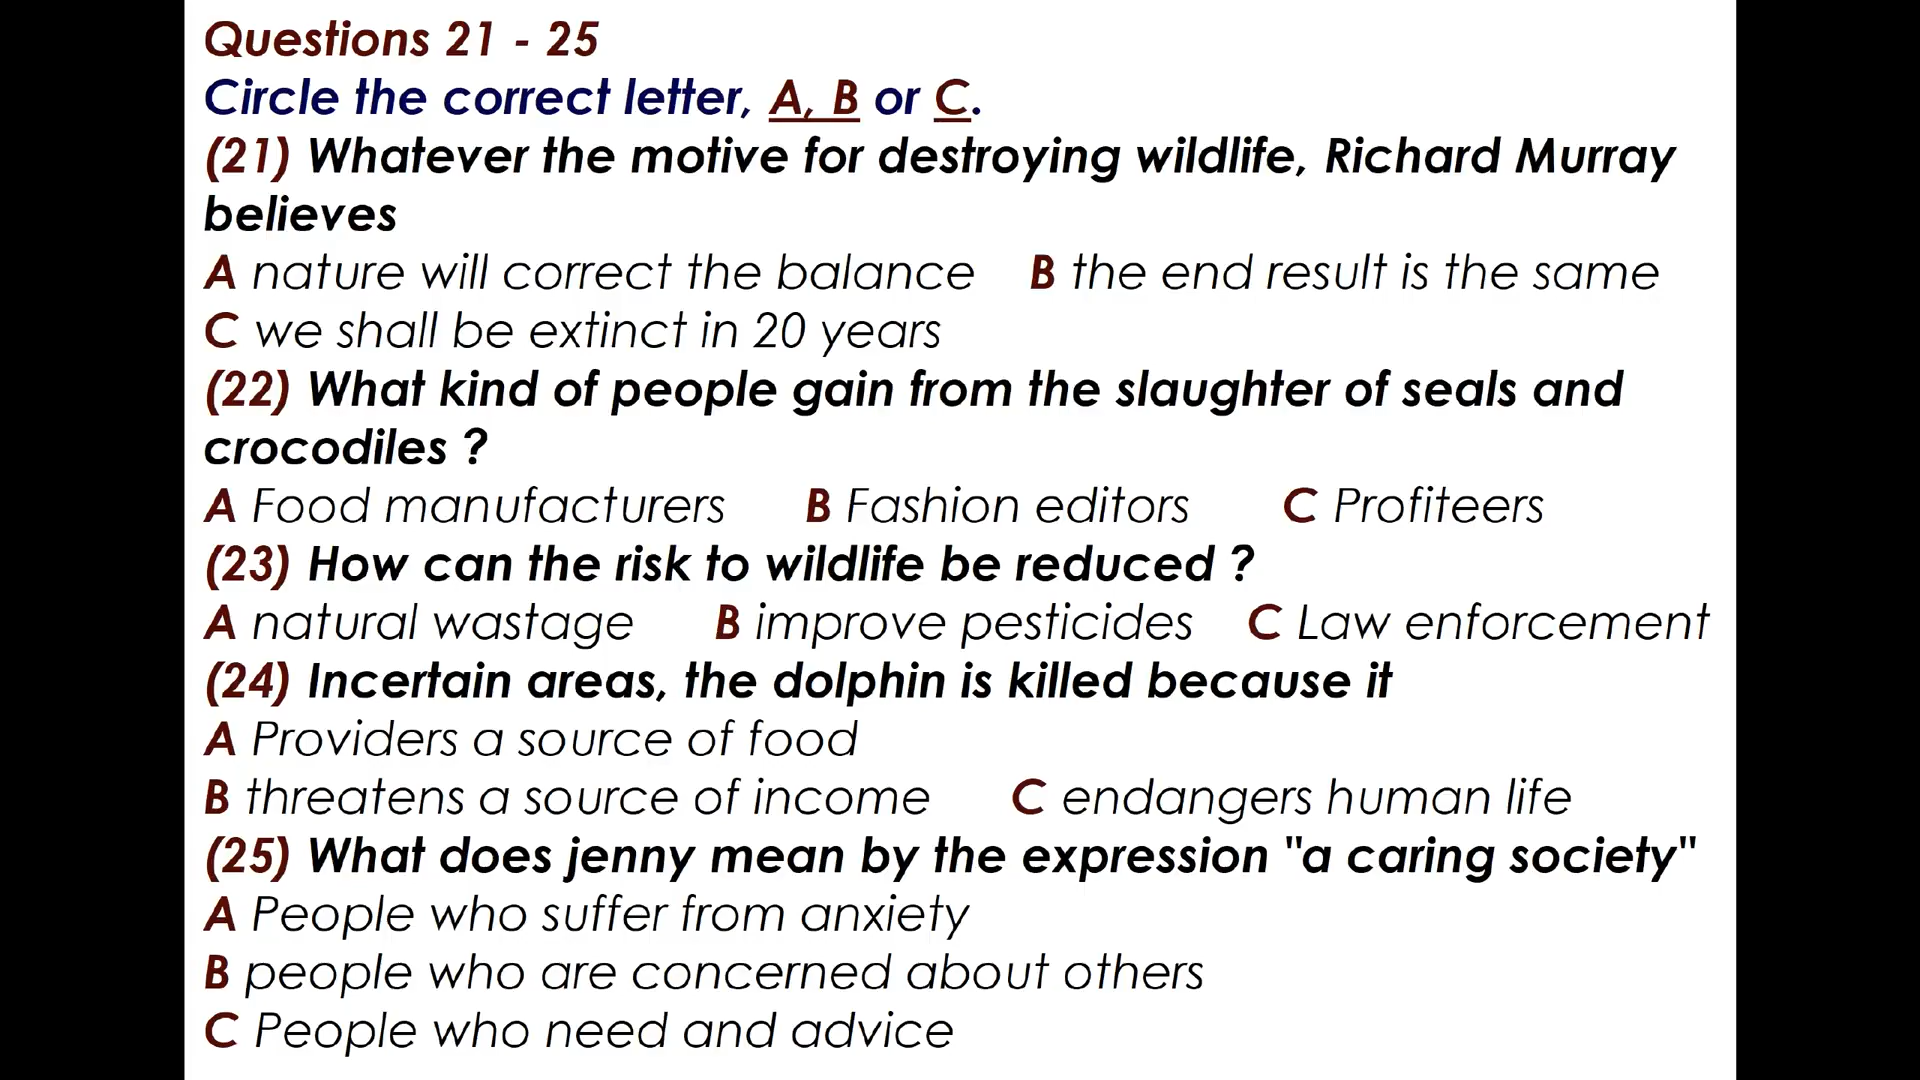 Questions 21 - 25
Circle the correct letter, A, B or C.
(21) Whatever the motive for destroying wildlife, Richard Murray
believes
A nature will correct the balance B the end result is the same
C we shall be extinct in 20 years
(22) What kind of people gain from the slaughter of seals and
crocodiles ?
A Food manufacturers B Fashion editors C Profiteers
(23) How can the risk to wildlife be reduced ?
A natural wastage B improve pesticides C Law enforcement
(24) Incertain areas, the dolphin is killed because it
A Providers a source of food
B threatens a source of income C endangers human life
(25) What does jenny mean by the expression "a caring society"
A People who suffer from anxiety
B people who are concerned about others
C People who need and advice